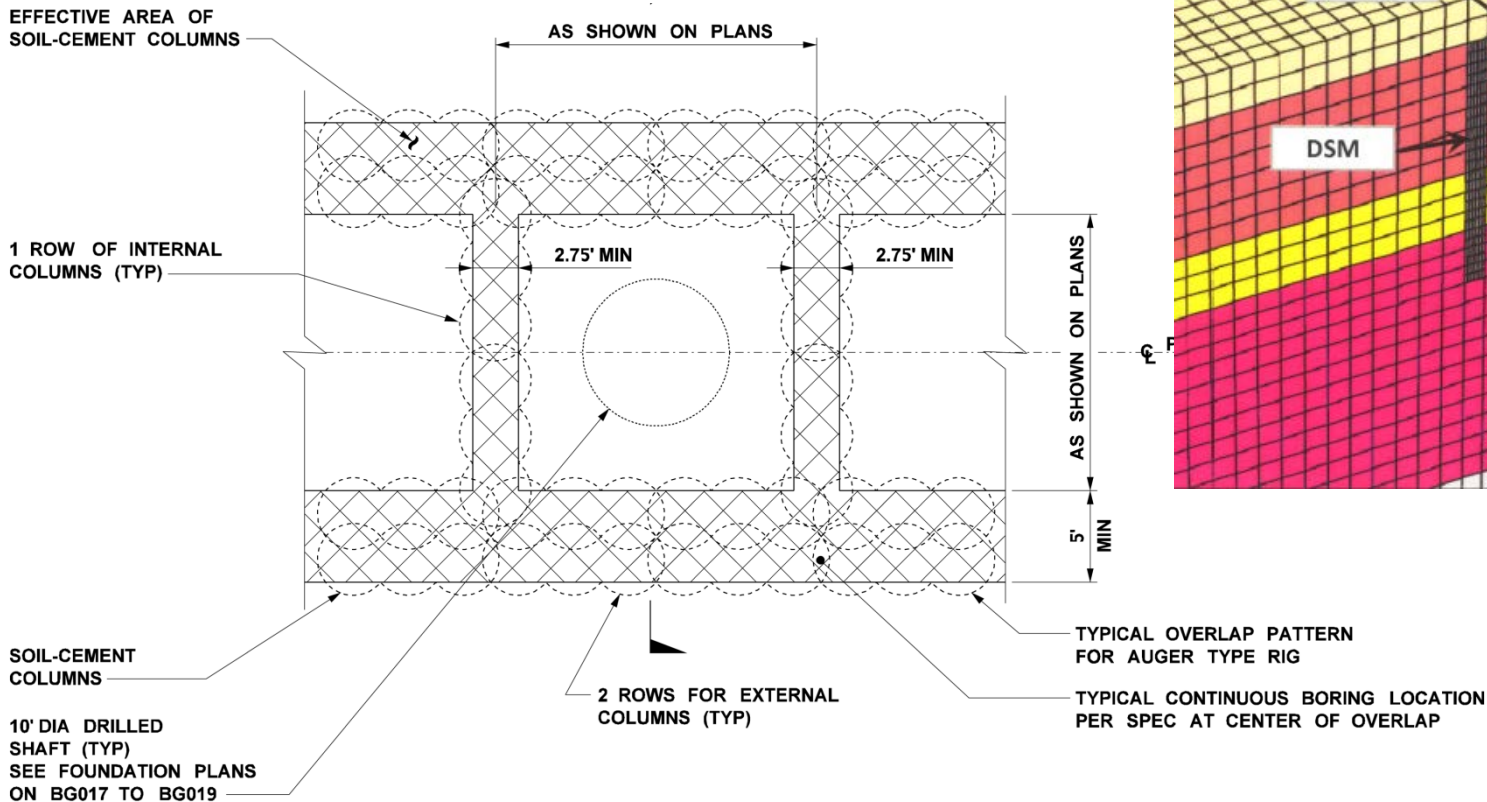 EFFECTIVE AREA OF
SOIL-CEMENT COLUMNS
AS SHOWN ON PLANS
DSM
1 ROW OF INTERNAL
COLUMNS (TYP)
2.75' MIN
2.75' MIN
AS SHOWN ON PLANS
℄
5'
MIN
SOIL-CEMENT
COLUMNS
2 ROWS FOR EXTERNAL
COLUMNS (TYP)
TYPICAL OVERLAP PATTERN
FOR AUGER TYPE RIG
TYPICAL CONTINUOUS BORING LOCATION
PER SPEC AT CENTER OF OVERLAP
10' DIA DRILLED
SHAFT (TYP)
SEE FOUNDATION PLANS
ON BG017 TO BG019